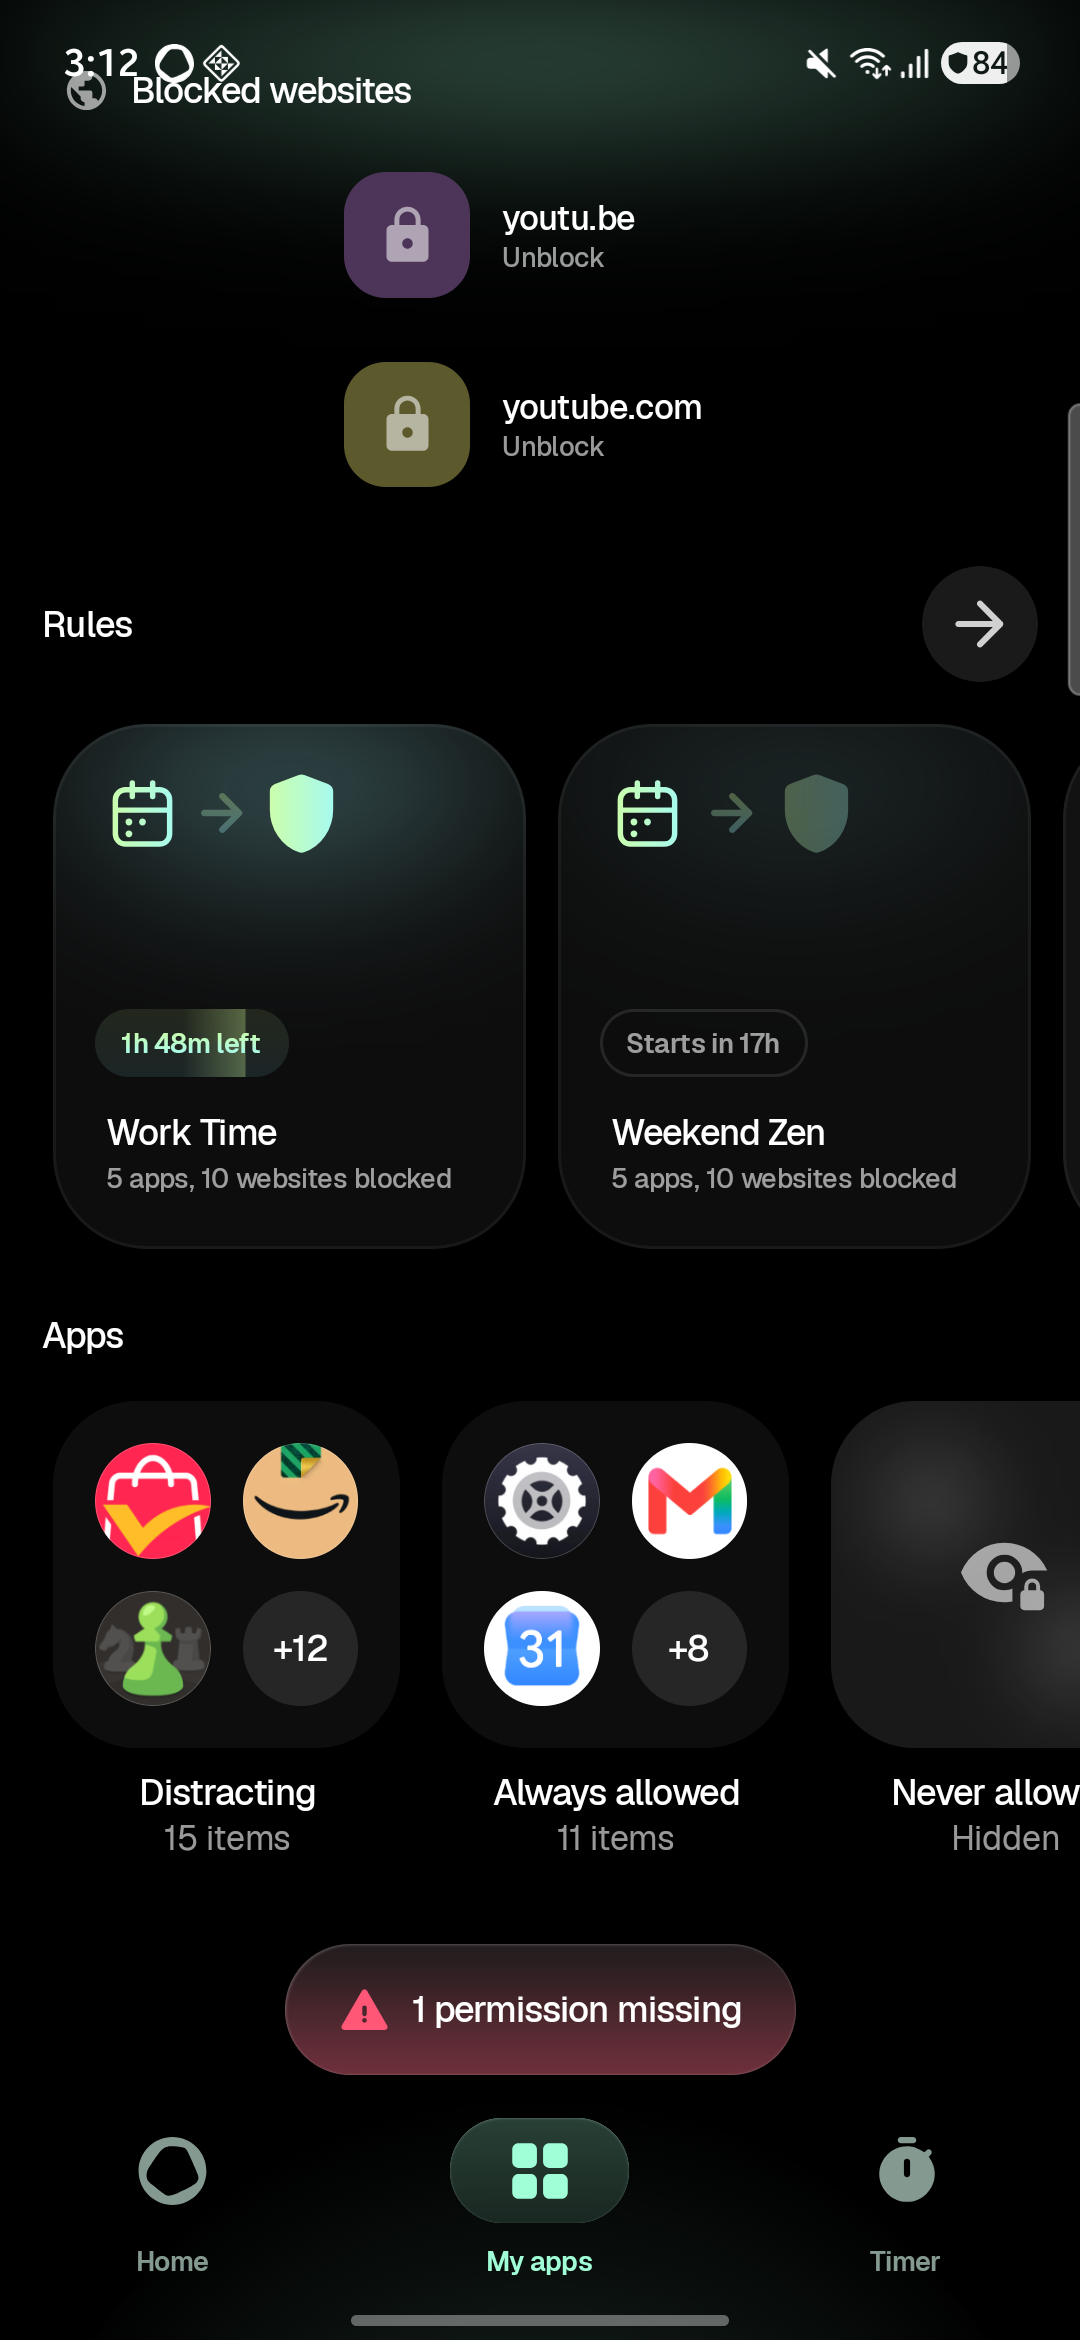 3:12
84
Blocked websites
youtu.be
Unblock
youtube.com
Unblock
Rules
1h 48m left
Starts in 17h
Work Time
Weekend Zen
5 apps, 10 websites blocked
5 apps, 10 websites blocked
Apps
+12
31
+8
Distracting
Always allowed
Never allow
15 items
11 items
Hidden
1 permission missing
Home
My apps
Timer